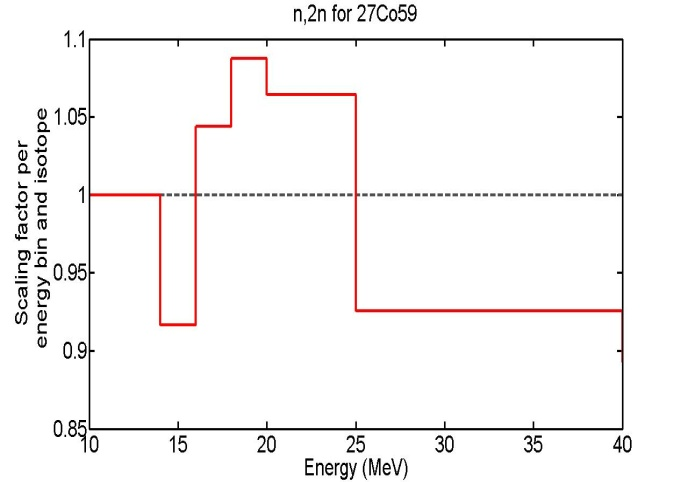 n,2n for 27Co59
1.1
1.05
1
0.95
0.9
0.85
Scaling factor per
energy bin and isotope
10 15 20 25 30 35 40
Energy (MeV)